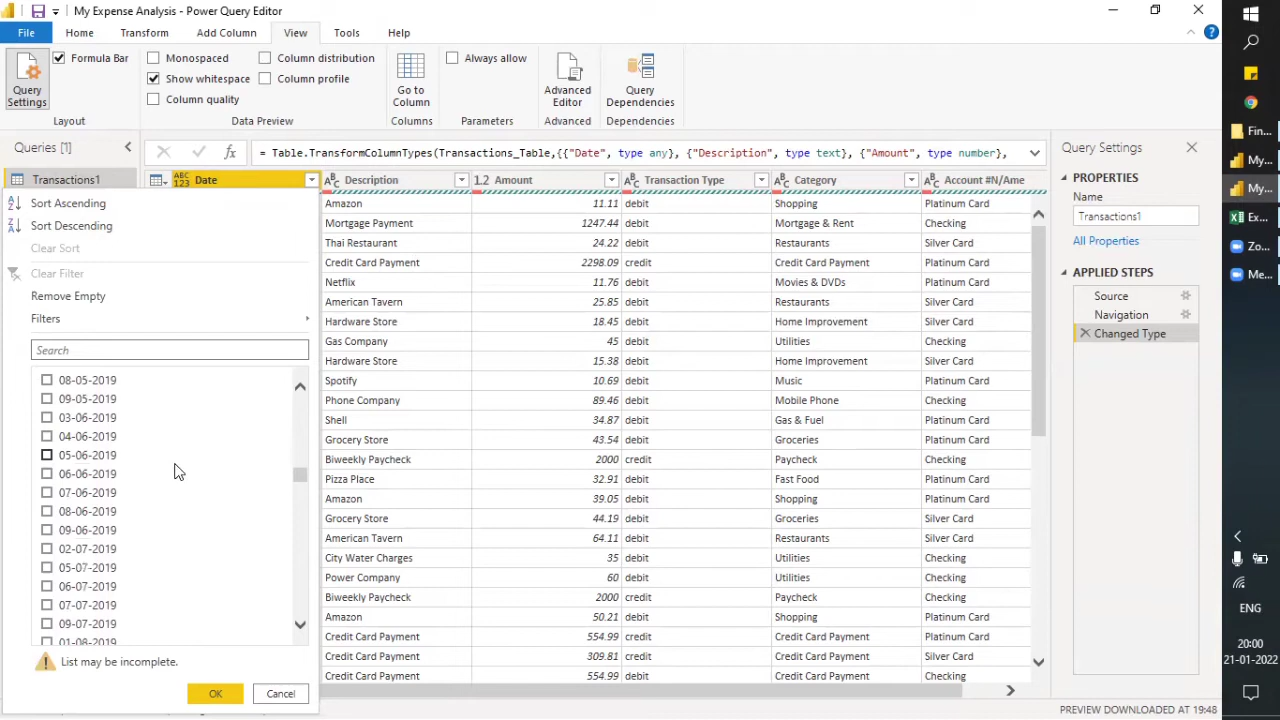 My Expense Analysis - Power Query Editor
File Home Transform Add Column View Tools Help
Query Settings
Formula Bar
Layout
Monospaced
Show whitespace
Column quality
Column distribution
Column profile
Data Preview
Go to Column
Columns
Always allow
Parameters
Advanced Editor
Advanced
Query Dependencies
Dependencies
Queries [1]
Transactions1
= Table.TransformColumnTypes(Transactions_Table,{{"Date", type any}, {"Description", type text}, {"Amount", type number},
ABC 123 Date ABC Description 1.2 Amount ABC Transaction Type ABC Category ABC Account #N/Ame
Sort Ascending
Sort Descending
Clear Sort
Clear Filter
Remove Empty
Filters
Search
08-05-2019
09-05-2019
03-06-2019
04-06-2019
05-06-2019
06-06-2019
07-06-2019
08-06-2019
09-06-2019
02-07-2019
05-07-2019
06-07-2019
07-07-2019
09-07-2019
01-08-2019
List may be incomplete.
OK Cancel
Amazon 11.11 debit Shopping Platinum Card
Mortgage Payment 1247.44 debit Mortgage & Rent Checking
Thai Restaurant 24.22 debit Restaurants Silver Card
Credit Card Payment 2298.09 credit Credit Card Payment Platinum Card
Netflix 11.76 debit Movies & DVDs Platinum Card
American Tavern 25.85 debit Restaurants Silver Card
Hardware Store 18.45 debit Home Improvement Silver Card
Gas Company 45 debit Utilities Checking
Hardware Store 15.38 debit Home Improvement Silver Card
Spotify 10.69 debit Music Platinum Card
Phone Company 89.46 debit Mobile Phone Checking
Shell 34.87 debit Gas & Fuel Platinum Card
Grocery Store 43.54 debit Groceries Platinum Card
Biweekly Paycheck 2000 credit Paycheck Checking
Pizza Place 32.91 debit Fast Food Platinum Card
Amazon 39.05 debit Shopping Platinum Card
Grocery Store 44.19 debit Groceries Silver Card
American Tavern 64.11 debit Restaurants Silver Card
City Water Charges 35 debit Utilities Checking
Power Company 60 debit Utilities Checking
Biweekly Paycheck 2000 credit Paycheck Checking
Amazon 50.21 debit Shopping Platinum Card
Credit Card Payment 554.99 credit Credit Card Payment Platinum Card
Credit Card Payment 309.81 credit Credit Card Payment Silver Card
Credit Card Payment 554.99 debit Credit Card Payment Checking
Query Settings
PROPERTIES
Name
Transactions1
All Properties
APPLIED STEPS
Source
Navigation
Changed Type
PREVIEW DOWNLOADED AT 19:48
Fin...
My...
My...
Ex...
Zo...
Me...
ENG
20:00
21-01-2022